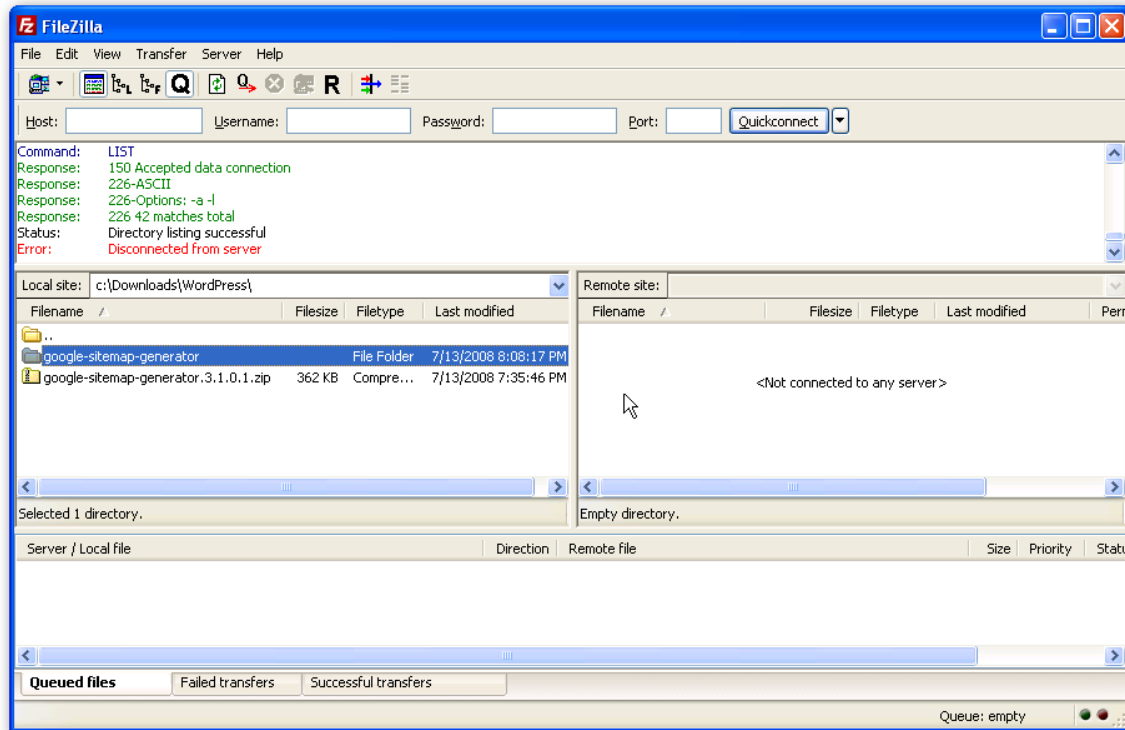 FileZilla
File Edit View Transfer Server Help
Host: Username: Password: Port: Quickconnect
Command: LIST
Response: 150 Accepted data connection
Response: 226-ASCII
Response: 226-Options: -a -l
Response: 226 42 matches total
Status: Directory listing successful
Error: Disconnected from server
Local site: c:\Downloads\WordPress\
Filename Filesize Filetype Last modified
..
google-sitemap-generator File Folder 7/13/2008 8:08:17 PM
google-sitemap-generator.3.1.0.1.zip 362 KB Compre... 7/13/2008 7:35:46 PM
Selected 1 directory.
Remote site:
Filename Filesize Filetype Last modified Perr
<Not connected to any server>
Empty directory.
Server / Local file Direction Remote file Size Priority Statu
Queued files Failed transfers Successful transfers
Queue: empty